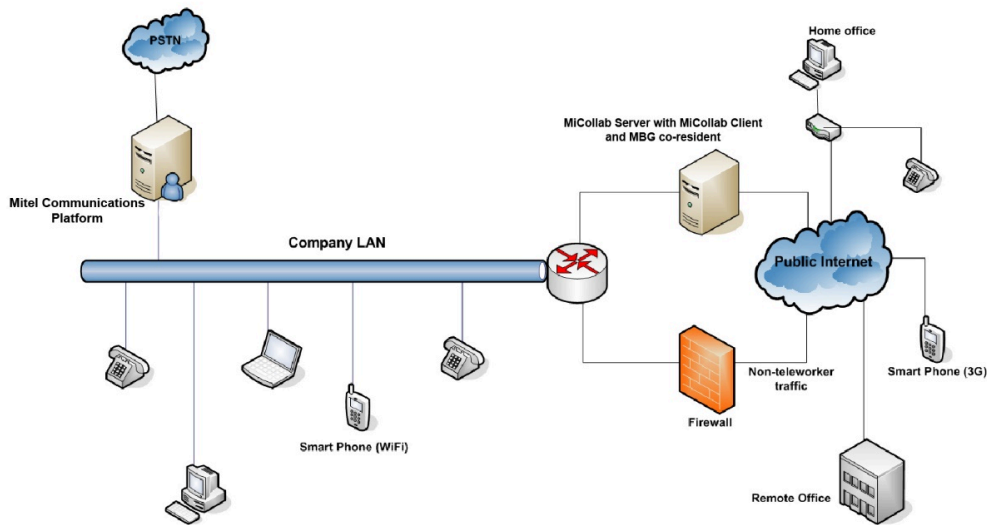 PSTN
Home office
MiCollab Server with MiCollab Client
and MBG co-resident
Mitel Communications
Platform
Company LAN
Public Internet
Non-teleworker
traffic
Smart Phone (3G)
Firewall
Smart Phone (WiFi)
Remote Office